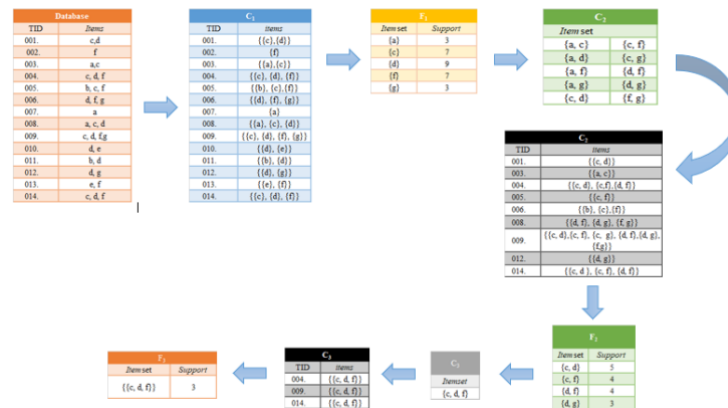 Database
TID Items
001. c,d
002. f
003. a,c
004. c, d, f
005. b, c, f
006. d, f, g
007. a
008. a, c, d
009. c, d, f,g
010. d, e
011. b, d
012. d, g
013. e, f
014. c, d, f
C1
TID items
001. {{c},{d}}
002. {f}
003. {{a},{c}}
004. {{c}, {d}, {f}}
005. {{b}, {c},{f}}
006. {{d}, {f}, {g}}
007. {a}
008. {{a}, {c}, {d}}
009. {{c}, {d}, {f}, {g}}
010. {{d}, {e}}
011. {{b}, {d}}
012. {{d}, {g}}
013. {{e}, {f}}
014. {{c}, {d}, {f}}
F1
Item set Support
{a} 3
{c} 7
{d} 9
{f} 7
{g} 3
C2
Item set
{a, c} {c, f}
{a, d} {c, g}
{a, f} {d, f}
{a, g} {d, g}
{c, d} {f, g}
C2
TID items
001. {{c, d}}
003. {{a, c}}
004. {{c, d}, {c,f},{d, f}}
005. {{c, f}}
006. {{b}, {c},{f}}
008. {{d, f}, {d, g}, {f, g}}
009. {{c, d},{c, f}, {c, g}, {d, f},{d, g},
{f,g}}
012. {{d, g}}
014. {{c, d }, {c, f}, {d, f}}
F2
Item set Support
{c, d} 5
{c, f} 4
{d, f} 4
{d, g} 3
C3
Itemset
{c, d, f}
C3
TID items
004. {{c, d, f}}
009. {{c, d, f}}
014. {{c, d, f}}
F3
Item set Support
{{c, d, f}} 3